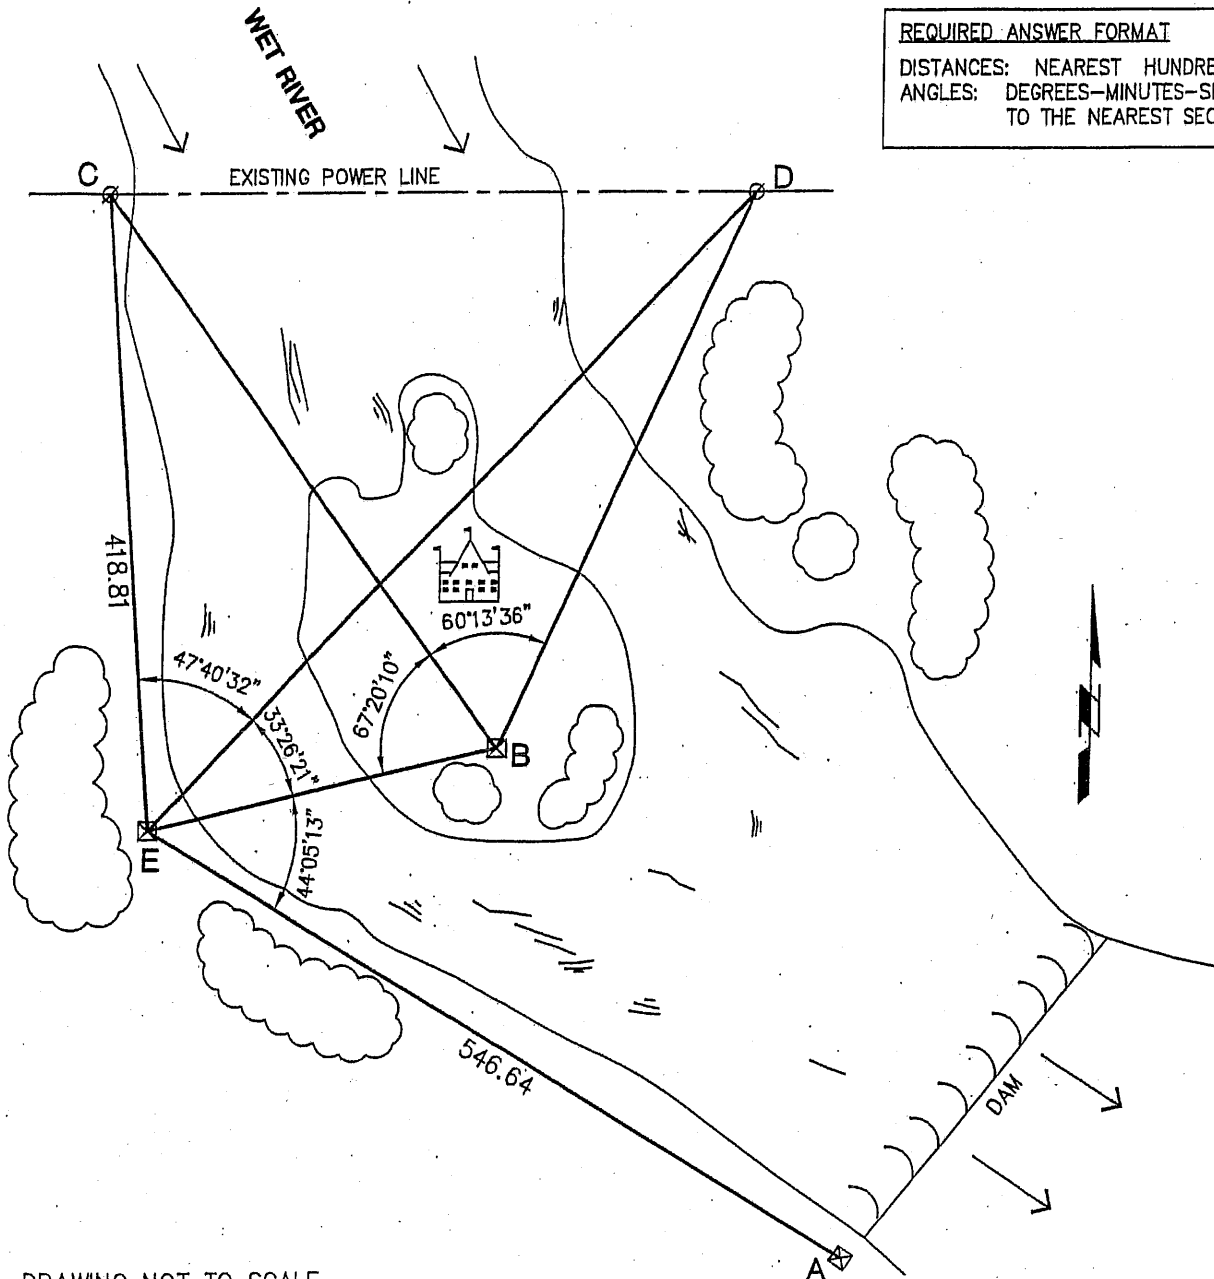 WET RIVER
REQUIRED ANSWER FORMAT
DISTANCES: NEAREST HUNDRE
ANGLES: DEGREES-MINUTES-S
TO THE NEAREST SEC
C
EXISTING POWER LINE
D
418.81
60°13'36"
47°40'32"
67°20'10"
33°26'21"
B
E
44°05'13"
N
546.64
DAM
A
DRAWING NOT TO SCALE